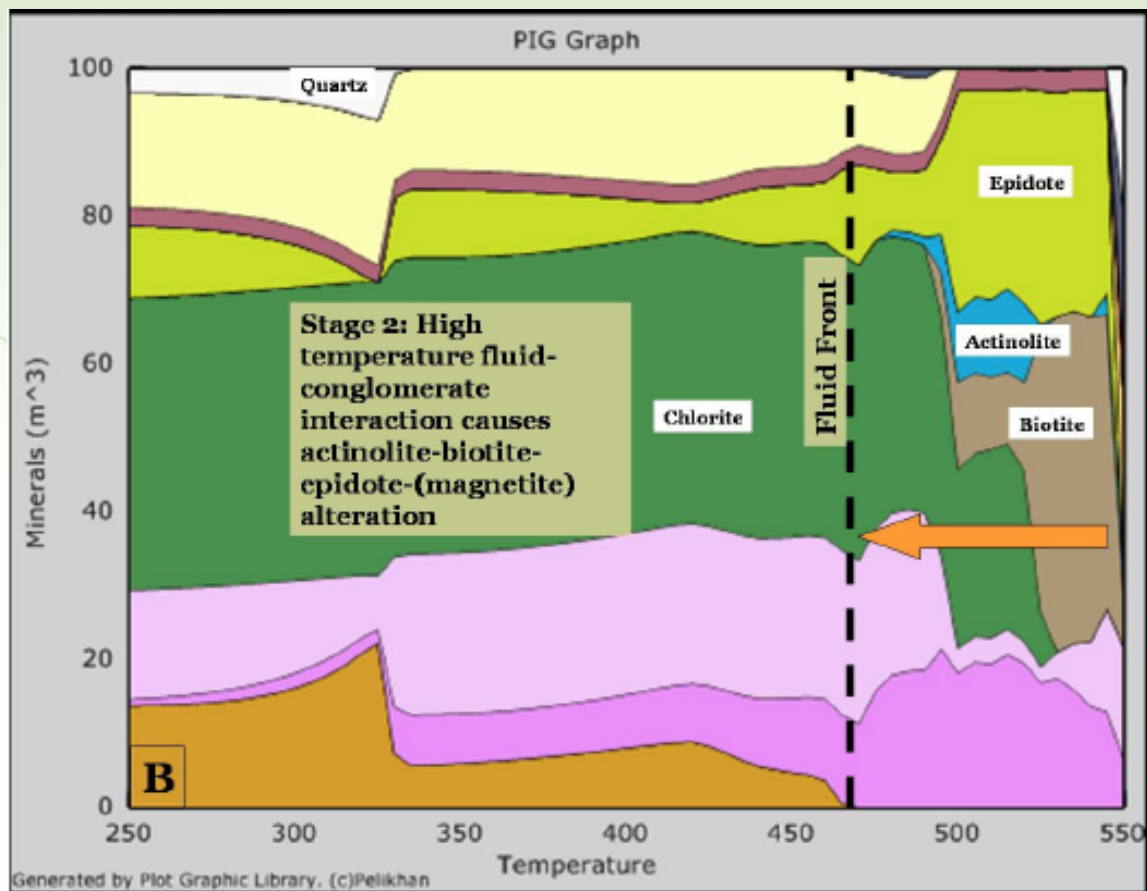 PIG Graph
100
80
60
40
20
0
Minerals (m^3)
Quartz
Epidote
Actinolite
Biotite
Chlorite
Fluid Front
Stage 2: High
temperature fluid-
conglomerate
interaction causes
actinolite-biotite-
epidote-(magnetite)
alteration
B
250 300 350 400 450 500 550
Temperature
Generated by Plot Graphic Library. (c)Pelikhan